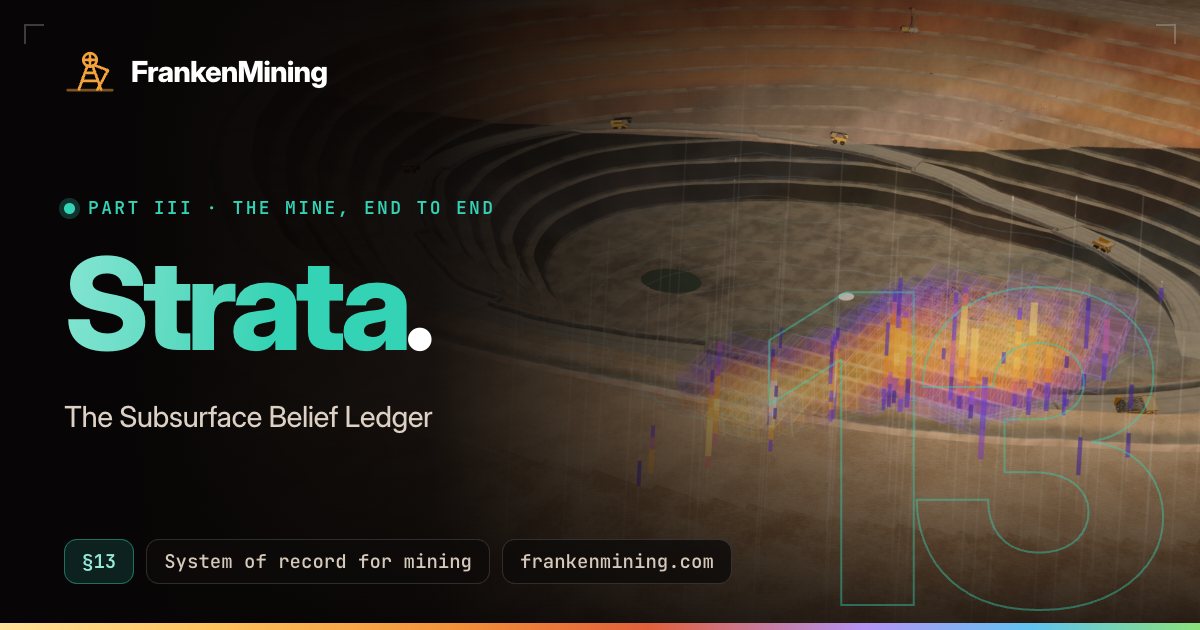 FrankenMining
PART III · THE MINE, END TO END
Strata.
The Subsurface Belief Ledger
§13
System of record for mining
frankenmining.com
13